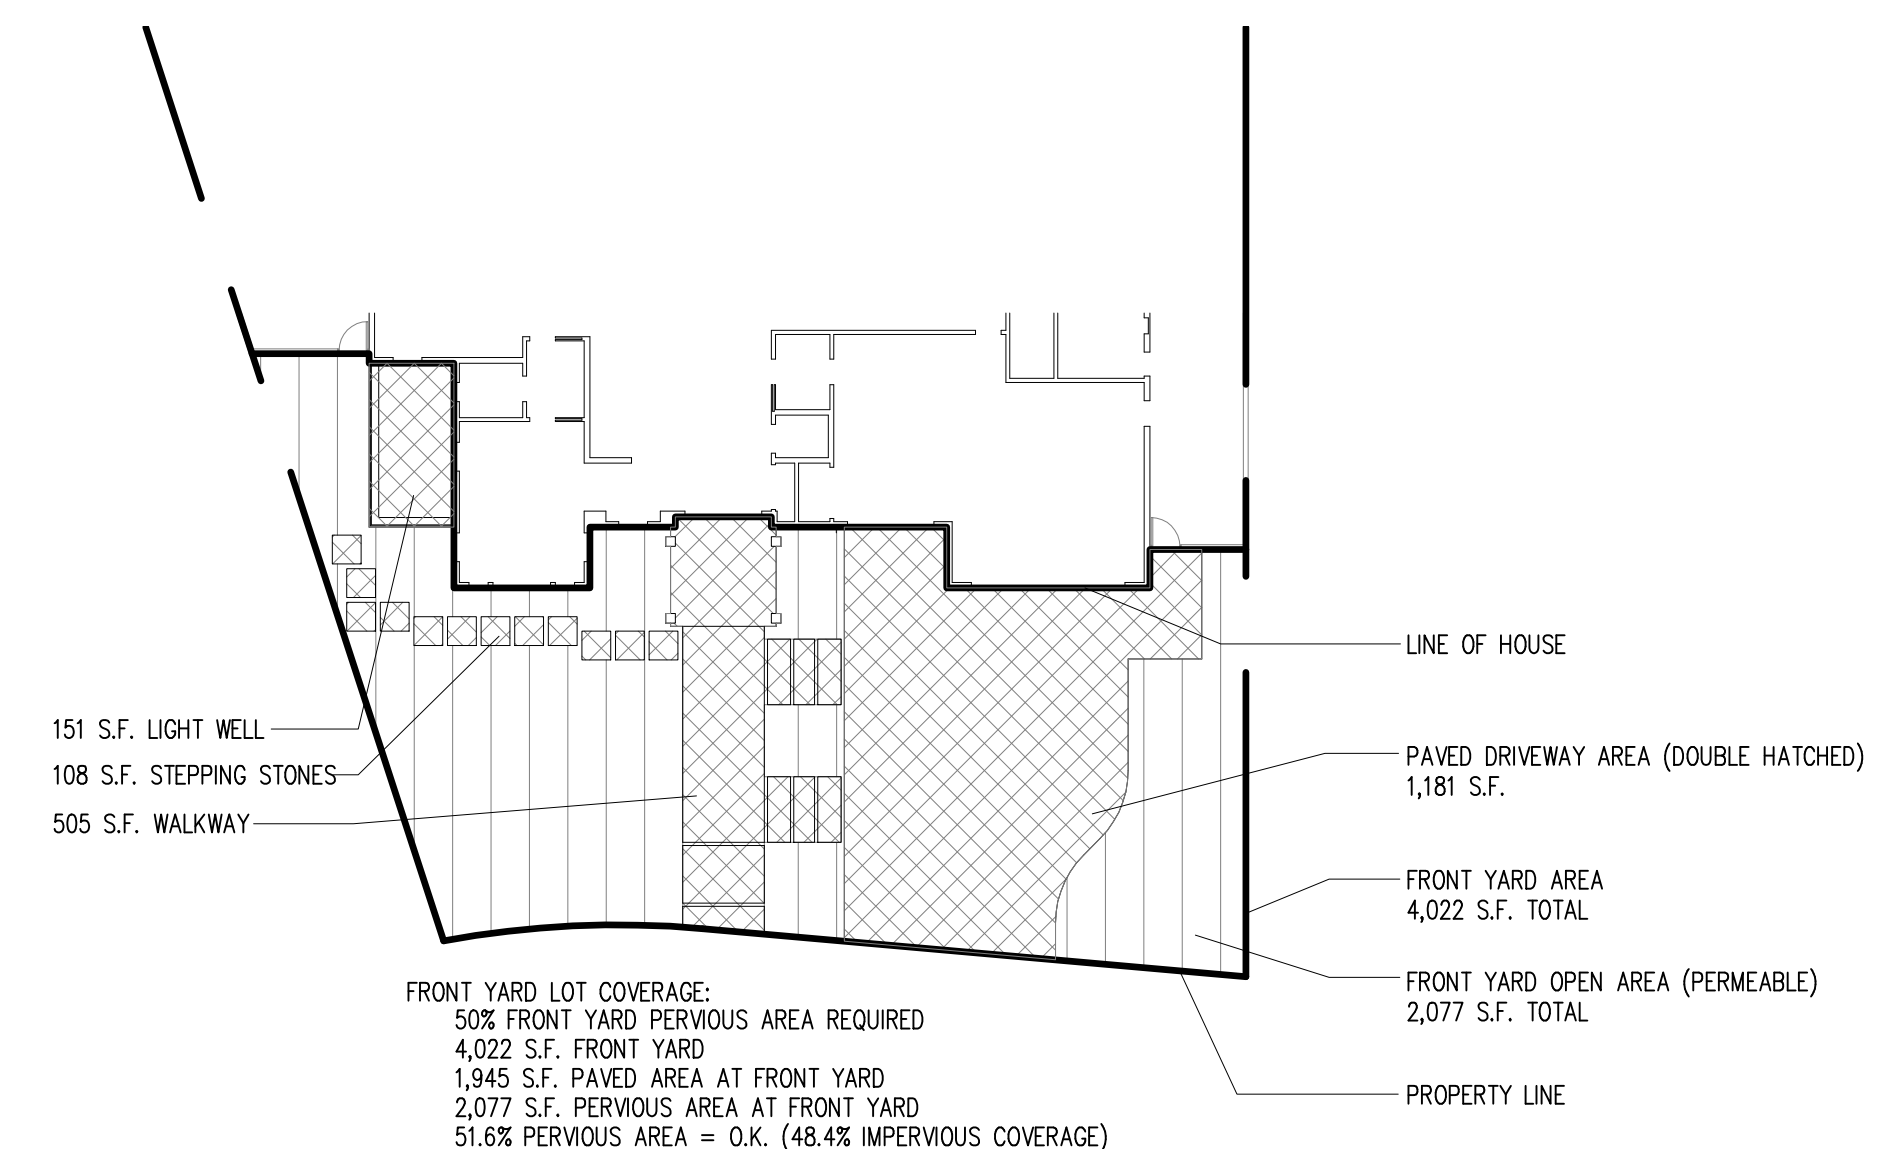 LINE OF HOUSE
151 S.F. LIGHT WELL
108 S.F. STEPPING STONES
505 S.F. WALKWAY
PAVED DRIVEWAY AREA (DOUBLE HATCHED)
1,181 S.F.
FRONT YARD AREA
4,022 S.F. TOTAL
FRONT YARD OPEN AREA (PERMEABLE)
2,077 S.F. TOTAL
PROPERTY LINE
FRONT YARD LOT COVERAGE:
50% FRONT YARD PERVIOUS AREA REQUIRED
4,022 S.F. FRONT YARD
1,945 S.F. PAVED AREA AT FRONT YARD
2,077 S.F. PERVIOUS AREA AT FRONT YARD
51.6% PERVIOUS AREA = O.K. (48.4% IMPERVIOUS COVERAGE)